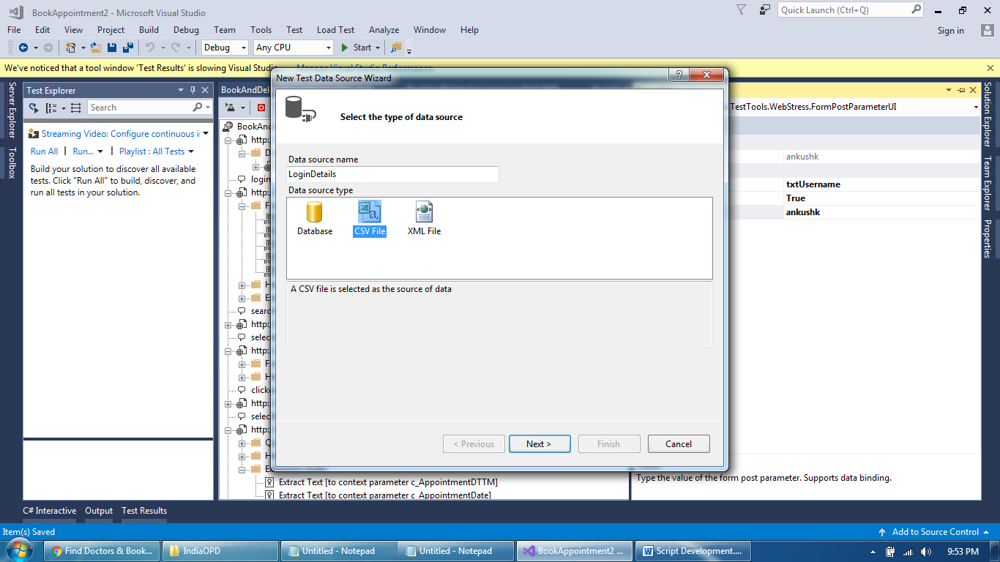 BookAppointment2 - Microsoft Visual Studio
Quick Launch (Ctrl+Q)
File Edit View Project Build Debug Team Tools Test Load Test Analyze Window Help
Sign in
Debug Any CPU Start
We've noticed that a tool window 'Test Results' is slowing Visual Studio
Server Explorer
Toolbox
Test Explorer
Search
Streaming Video: Configure continuous i
Run All | Run... | Playlist : All Tests
Build your solution to discover all available
tests. Click "Run All" to build, discover, and
run all tests in your solution.
BookAndDel
BookAnd
http:
D
login
http:
F
H
E
searc
http:
selec
http:
F
H
clicke
http:
selec
http:
Q
H
Extract Text [to context parameter c_AppointmentDTTM]
Extract Text [to context parameter c_AppointmentDate]
New Test Data Source Wizard
Select the type of data source
Data source name
LoginDetails
Data source type
Database CSV File XML File
A CSV file is selected as the source of data
< Previous Next > Finish Cancel
TestTools.WebStress.FormPostParameterUI
ankushk
txtUsername
True
ankushk
Type the value of the form post parameter. Supports data binding.
Solution Explorer
Team Explorer
Properties
C# Interactive Output Test Results
Item(s) Saved
Add to Source Control
Find Doctors & Book... IndiaOPD Untitled - Notepad Untitled - Notepad BookAppointment2 ... Script Development....
9:53 PM